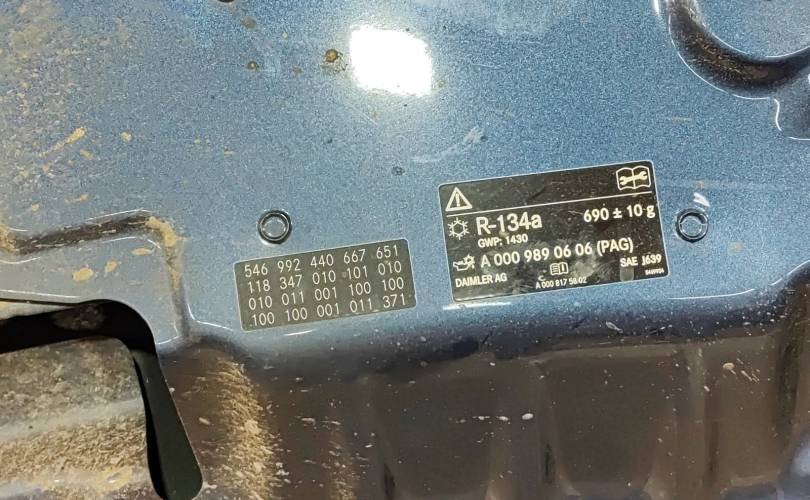 546 992 440 667 651
118 347 010 101 010
010 011 001 100 100
100 100 001 011 371
R-134a 690 ± 10 g
GWP: 1430
A 000 989 06 06 (PAG)
DAIMLER AG SAE J639
A 000 817 58 02